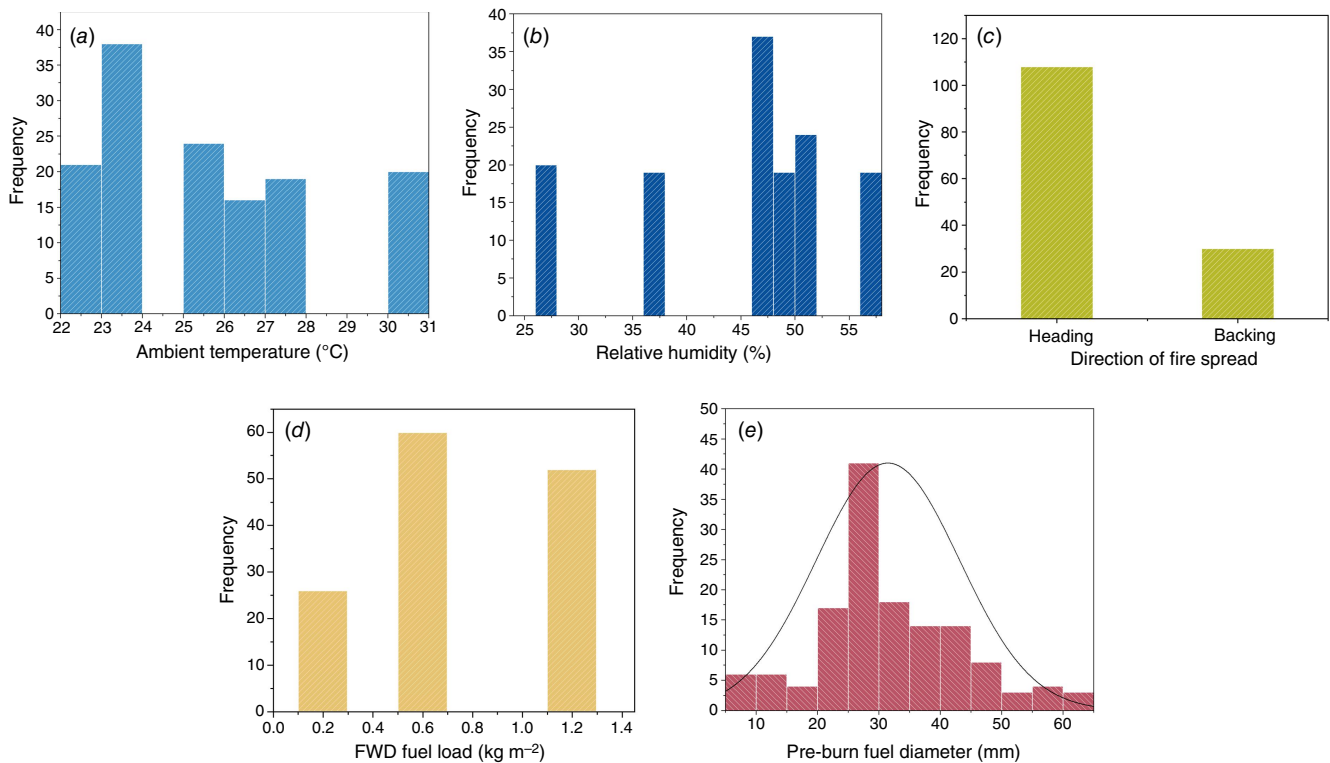 (a)
40
35
30
25
20
15
10
5
0
Frequency
22 23 24 25 26 27 28 29 30 31
Ambient temperature (°C)
(b)
40
35
30
25
20
15
10
5
0
Frequency
25 30 35 40 45 50 55
Relative humidity (%)
(c)
120
100
80
60
40
20
0
Frequency
Heading Backing
Direction of fire spread
(d)
60
50
40
30
20
10
0
Frequency
0.0 0.2 0.4 0.6 0.8 1.0 1.2 1.4
FWD fuel load (kg m⁻²)
(e)
50
45
40
35
30
25
20
15
10
5
0
Frequency
10 20 30 40 50 60
Pre-burn fuel diameter (mm)